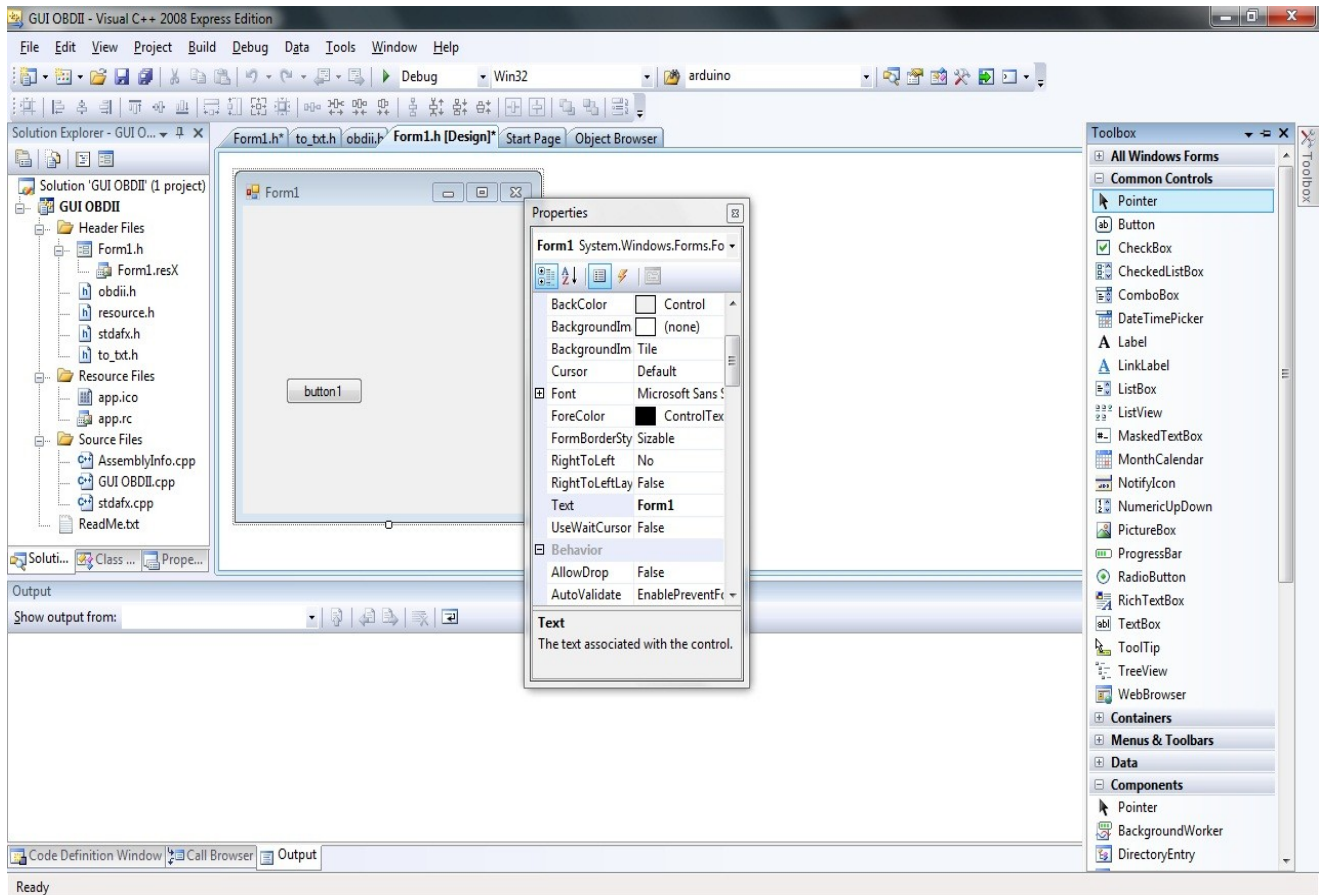 GUI OBDII - Visual C++ 2008 Express Edition
File Edit View Project Build Debug Data Tools Window Help
Debug Win32 arduino
Solution Explorer - GUI O...
Solution 'GUI OBDII' (1 project)
GUI OBDII
Header Files
Form1.h
Form1.resX
obdii.h
resource.h
stdafx.h
to_txt.h
Resource Files
app.ico
app.rc
Source Files
AssemblyInfo.cpp
GUI OBDII.cpp
stdafx.cpp
ReadMe.txt
Soluti... Class ... Prope...
Form1.h* to_txt.h obdii.h Form1.h [Design]* Start Page Object Browser
Form1
button1
Properties
Form1 System.Windows.Forms.Fo
BackColor Control
BackgroundIm (none)
BackgroundIm Tile
Cursor Default
Font Microsoft Sans S
ForeColor ControlTex
FormBorderSty Sizable
RightToLeft No
RightToLeftLay False
Text Form1
UseWaitCursor False
Behavior
AllowDrop False
AutoValidate EnablePreventFo
Text
The text associated with the control.
Toolbox
All Windows Forms
Common Controls
Pointer
Button
CheckBox
CheckedListBox
ComboBox
DateTimePicker
Label
LinkLabel
ListBox
ListView
MaskedTextBox
MonthCalendar
NotifyIcon
NumericUpDown
PictureBox
ProgressBar
RadioButton
RichTextBox
TextBox
ToolTip
TreeView
WebBrowser
Containers
Menus & Toolbars
Data
Components
Pointer
BackgroundWorker
DirectoryEntry
Toolbox
Output
Show output from:
Code Definition Window Call Browser Output
Ready